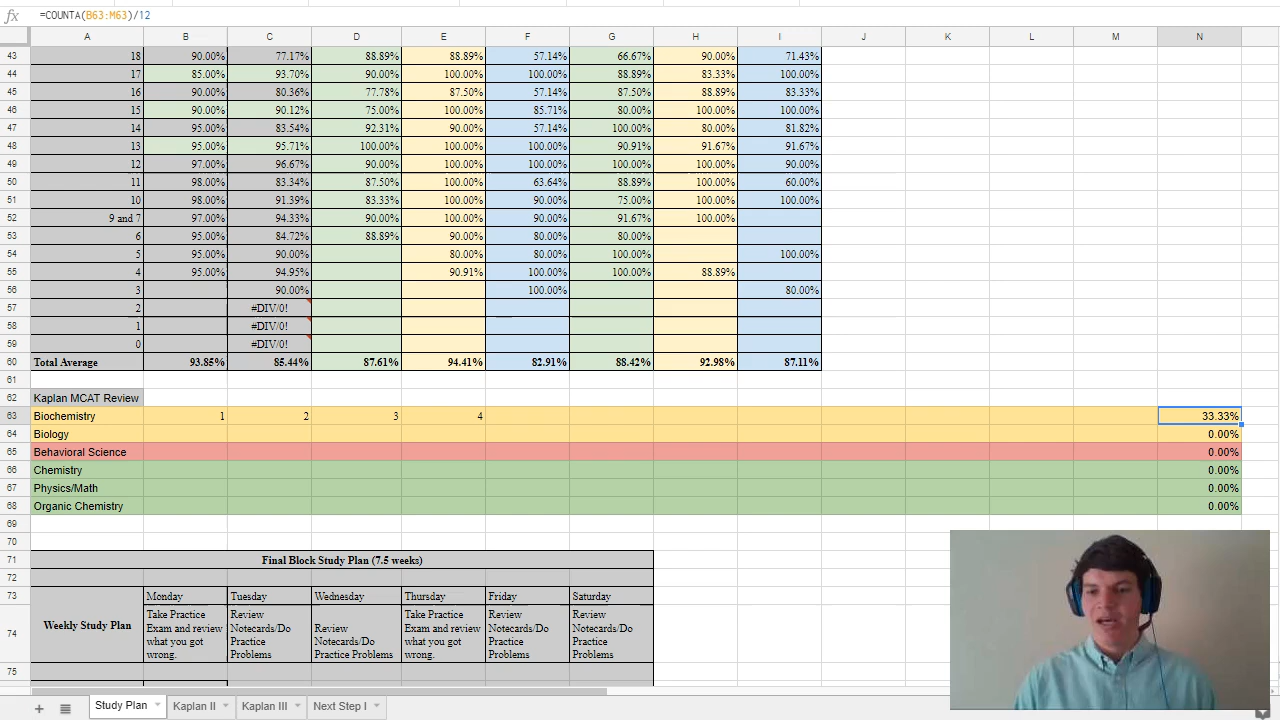 fx =COUNTA(B63:M63)/12
A B C D E F G H I J K L M N
43 18 90.00% 77.17% 88.89% 88.89% 57.14% 66.67% 90.00% 71.43%
44 17 85.00% 93.70% 90.00% 100.00% 100.00% 88.89% 83.33% 100.00%
45 16 90.00% 80.36% 77.78% 87.50% 57.14% 87.50% 88.89% 83.33%
46 15 90.00% 90.12% 75.00% 100.00% 85.71% 80.00% 100.00% 100.00%
47 14 95.00% 83.54% 92.31% 90.00% 57.14% 100.00% 80.00% 81.82%
48 13 95.00% 95.71% 100.00% 100.00% 100.00% 90.91% 91.67% 91.67%
49 12 97.00% 96.67% 90.00% 100.00% 100.00% 100.00% 100.00% 90.00%
50 11 98.00% 83.34% 87.50% 100.00% 63.64% 88.89% 100.00% 60.00%
51 10 98.00% 91.39% 83.33% 100.00% 90.00% 75.00% 100.00% 100.00%
52 9 and 7 97.00% 94.33% 90.00% 100.00% 90.00% 91.67% 100.00%
53 6 95.00% 84.72% 88.89% 90.00% 80.00% 80.00%
54 5 95.00% 90.00% 80.00% 80.00% 100.00% 100.00%
55 4 95.00% 94.95% 90.91% 100.00% 100.00% 88.89%
56 3 90.00% 100.00% 80.00%
57 2 #DIV/0!
58 1 #DIV/0!
59 0 #DIV/0!
60 Total Average 93.85% 85.44% 87.61% 94.41% 82.91% 88.42% 92.98% 87.11%
61
62 Kaplan MCAT Review
63 Biochemistry 1 2 3 4 33.33%
64 Biology 0.00%
65 Behavioral Science 0.00%
66 Chemistry 0.00%
67 Physics/Math 0.00%
68 Organic Chemistry 0.00%
69
70
71 Final Block Study Plan (7.5 weeks)
72
73 Monday Tuesday Wednesday Thursday Friday Saturday
74 Weekly Study Plan
Take Practice
Exam and review
what you got
wrong.
Review
Notecards/Do
Practice
Problems
Review
Notecards/Do
Practice Problems
Take Practice
Exam and review
what you got
wrong.
Review
Notecards/Do
Practice
Problems
Review
Notecards/Do
Practice
Problems
75
+ Study Plan Kaplan II Kaplan III Next Step I